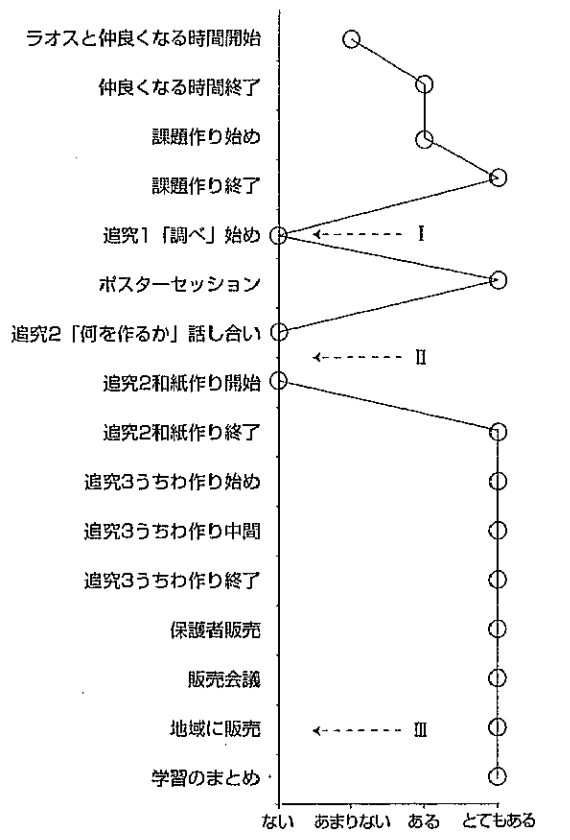 ラオスと仲良くなる時間開始
仲良くなる時間終了
課題作り始め
課題作り終了
追究1「調べ」始め
Ⅰ
ポスターセッション
追究2「何を作るか」話し合い
Ⅱ
追究2和紙作り開始
追究2和紙作り終了
追究3うちわ作り始め
追究3うちわ作り中間
追究3うちわ作り終了
保護者販売
販売会議
地域に販売
Ⅲ
学習のまとめ
ない あまりない ある とてもある